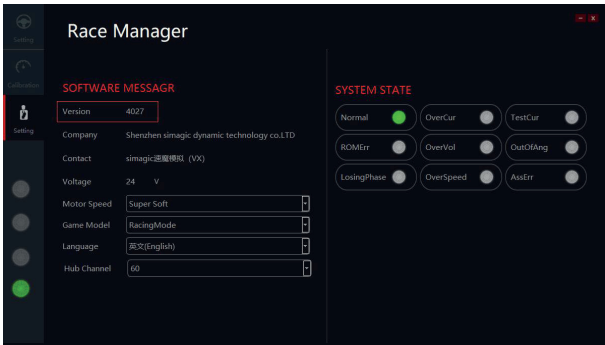 Race Manager
Setting
Calibration
Setting
SOFTWARE MESSAGR
Version 4027
Company Shenzhen simagic dynamic technology co.LTD
Contact simagic速魔模拟 (VX)
Voltage 24 V
Motor Speed Super Soft
Game Model RacingMode
Language 英文(English)
Hub Channel 60
SYSTEM STATE
Normal OverCur TestCur
ROMErr OverVol OutOfAng
LosingPhase OverSpeed AssErr